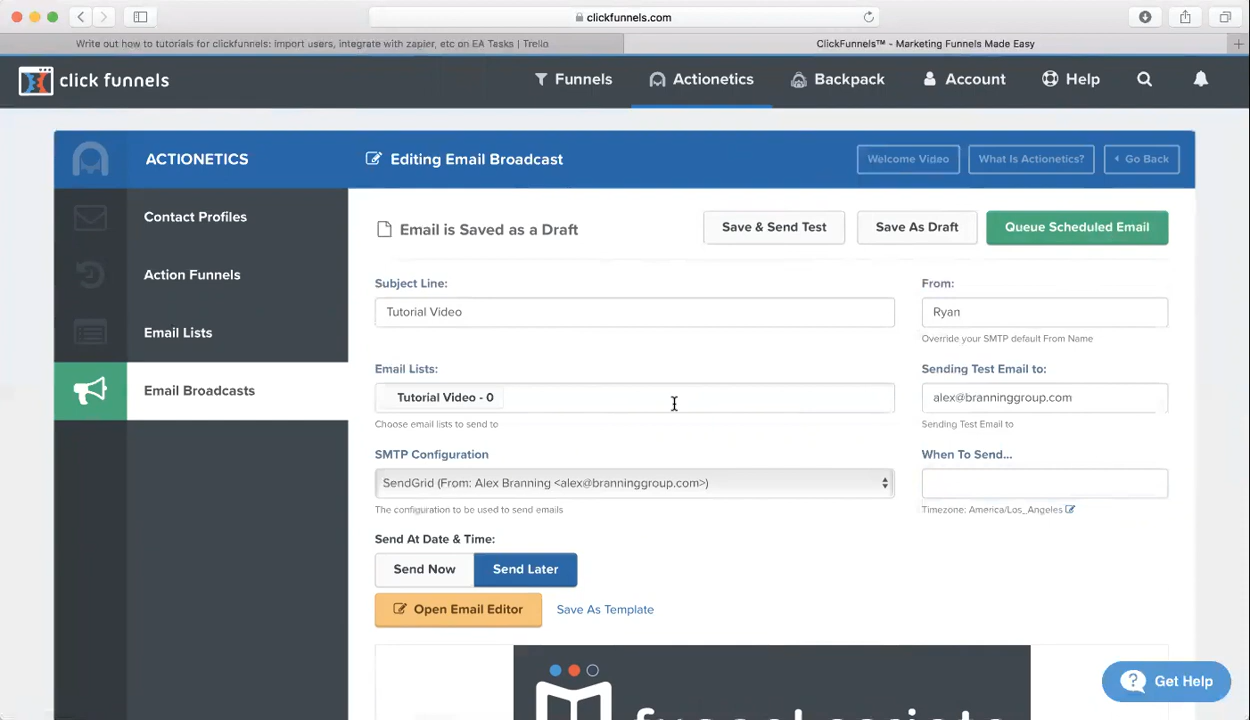 clickfunnels.com
Write out how to tutorials for clickfunnels: import users, integrate with zapier, etc on EA Tasks | Trello
ClickFunnels™ - Marketing Funnels Made Easy
click funnels
Funnels
Actionetics
Backpack
Account
Help
ACTIONETICS
Editing Email Broadcast
Welcome Video
What Is Actionetics?
Go Back
Contact Profiles
Action Funnels
Email Lists
Email Broadcasts
Email is Saved as a Draft
Save & Send Test
Save As Draft
Queue Scheduled Email
Subject Line:
From:
Tutorial Video
Ryan
Override your SMTP default From Name
Email Lists:
Sending Test Email to:
Tutorial Video - 0
alex@branninggroup.com
Choose email lists to send to
Sending Test Email to
SMTP Configuration
When To Send...
SendGrid (From: Alex Branning <alex@branninggroup.com>)
The configuration to be used to send emails
Timezone: America/Los_Angeles
Send At Date & Time:
Send Now
Send Later
Open Email Editor
Save As Template
funnel scripts
Get Help